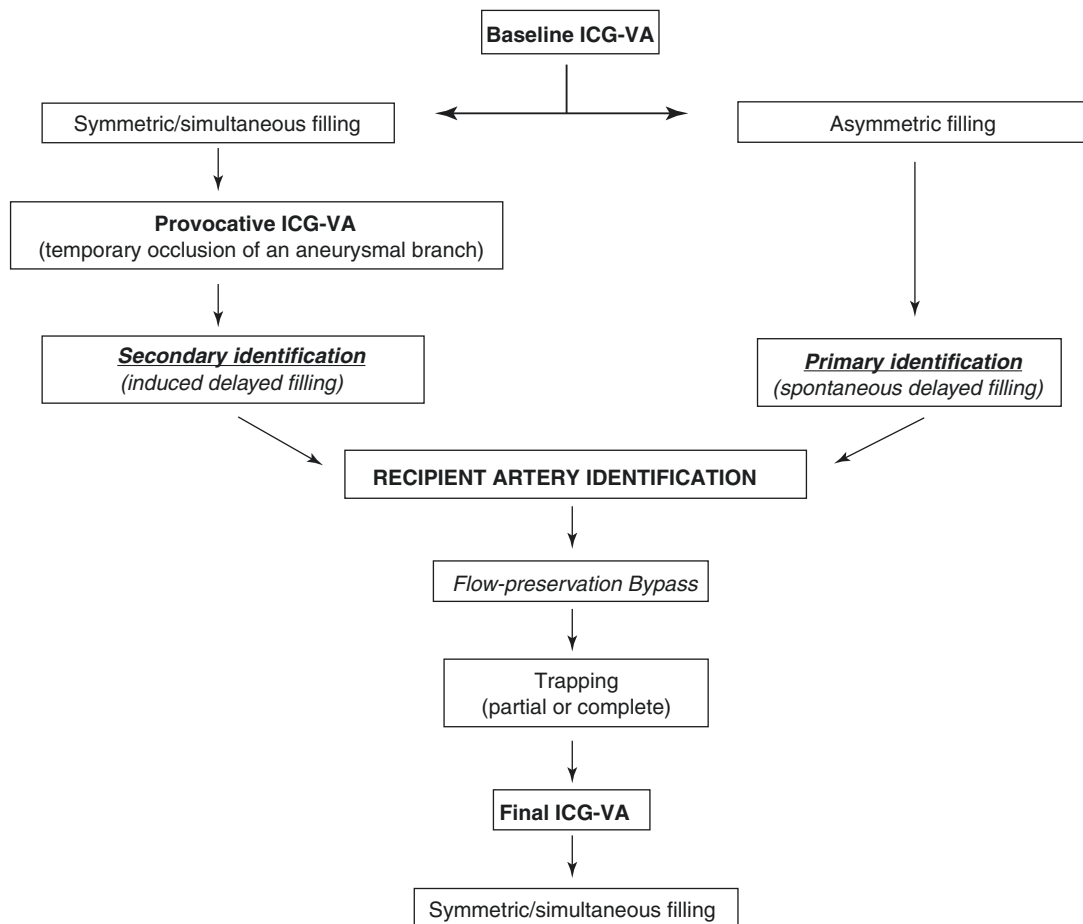 Baseline ICG-VA
Symmetric/simultaneous filling
Asymmetric filling
Provocative ICG-VA
(temporary occlusion of an aneurysmal branch)
Secondary identification
(induced delayed filling)
Primary identification
(spontaneous delayed filling)
RECIPIENT ARTERY IDENTIFICATION
Flow-preservation Bypass
Trapping
(partial or complete)
Final ICG-VA
Symmetric/simultaneous filling